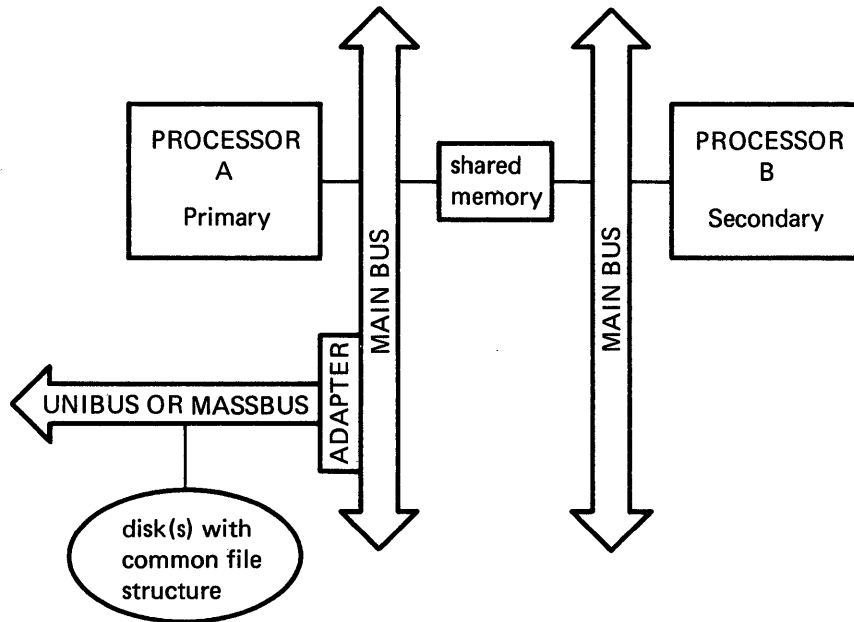 PROCESSOR
A
Primary
shared
memory
PROCESSOR
B
Secondary
MAIN BUS
MAIN BUS
ADAPTER
UNIBUS OR MASSBUS
disk(s) with
common file
structure